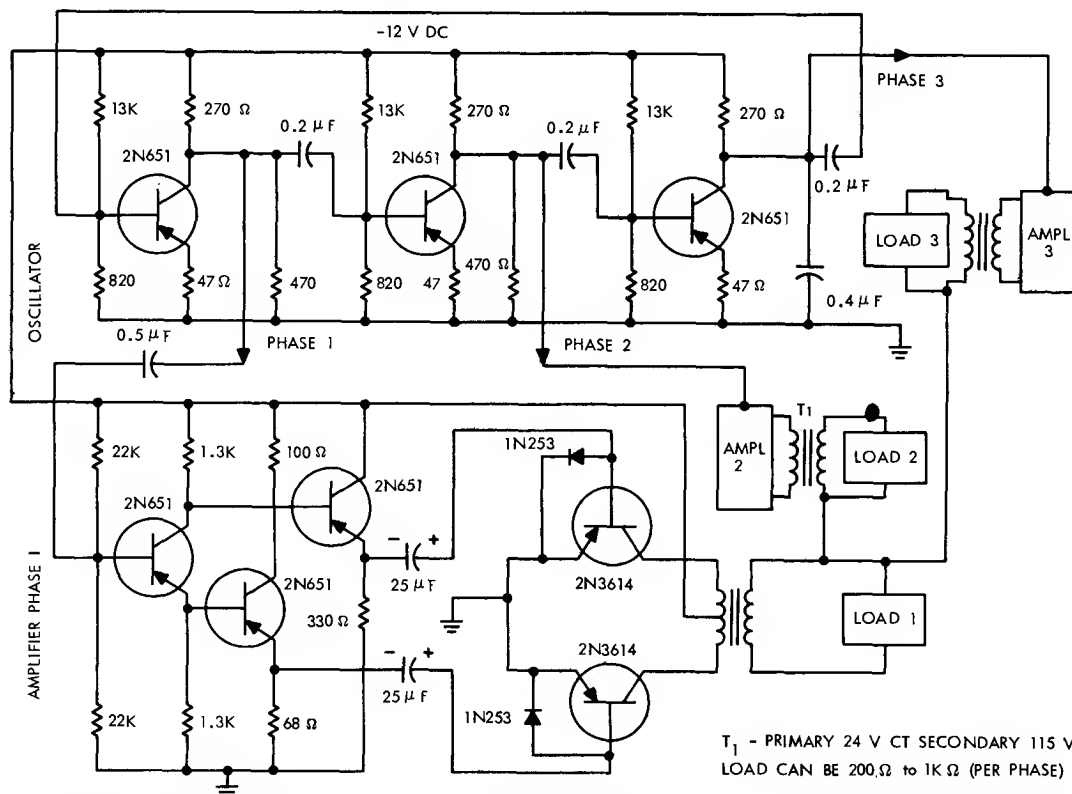 -12 V DC
PHASE 3
13K
270 Ω
13K
270 Ω
13K
270 Ω
0.2 μF
0.2 μF
2N651
2N651
2N651
0.2 μF
LOAD 3
AMPL
3
OSCILLATOR
820
47 Ω
470
820
47
470 Ω
820
47 Ω
0.4 μF
0.5 μF
PHASE 1
PHASE 2
T1
22K
1.3K
100 Ω
1N253
AMPL
2
LOAD 2
2N651
2N651
AMPLIFIER PHASE I
2N651
- +
25 μF
2N3614
330 Ω
LOAD 1
2N3614
- +
25 μF
22K
1.3K
68 Ω
1N253
T1 - PRIMARY 24 V CT SECONDARY 115 V
LOAD CAN BE 200 Ω to 1K Ω (PER PHASE)